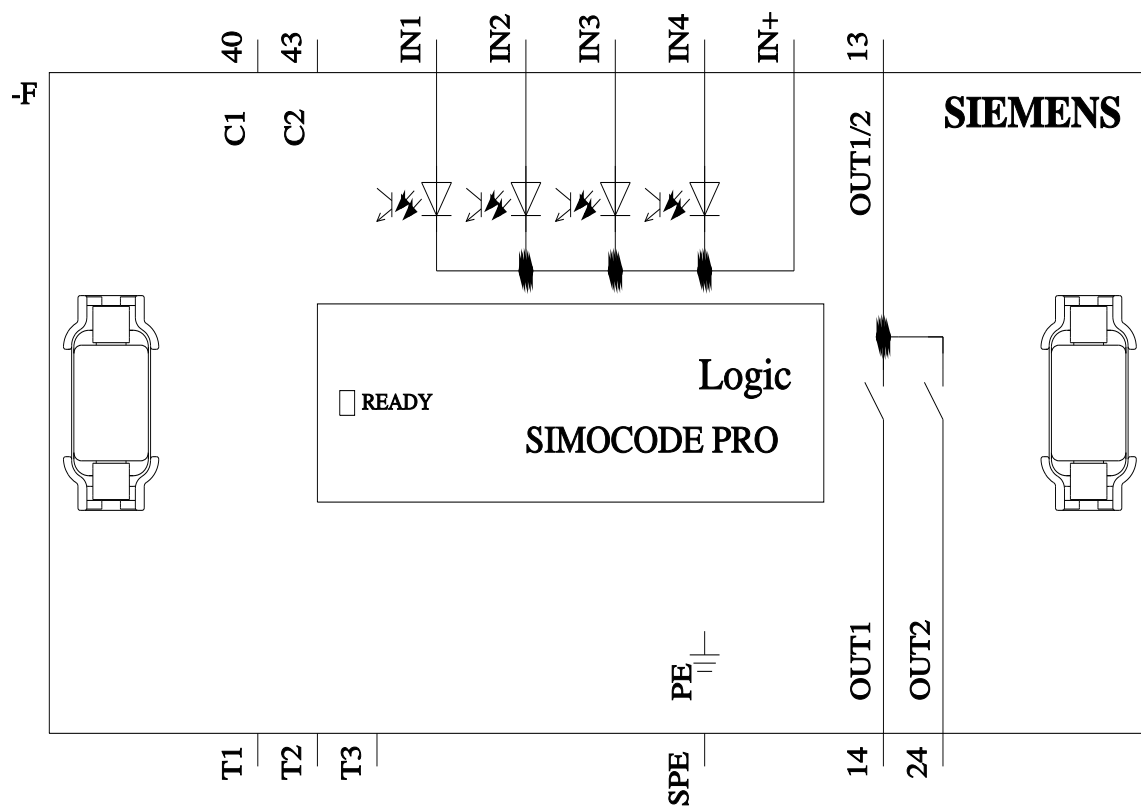 40
43
IN1
IN2
IN3
IN4
IN+
13
-F
C1
C2
OUT1/2
SIEMENS
Logic
READY
SIMOCODE PRO
PE
OUT1
OUT2
T1
T2
T3
SPE
14
24